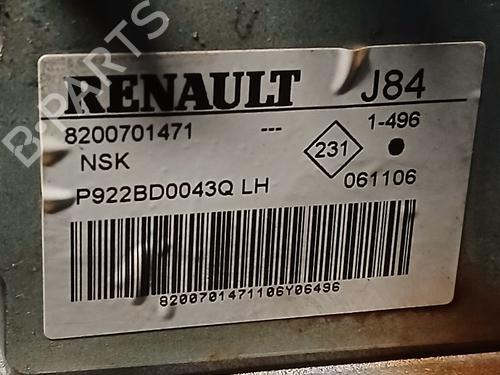 RENAULT J84
8200701471 --- 1-496
NSK 231
P922BD0043Q LH 061106
8200701471106Y06496
B-PARTS